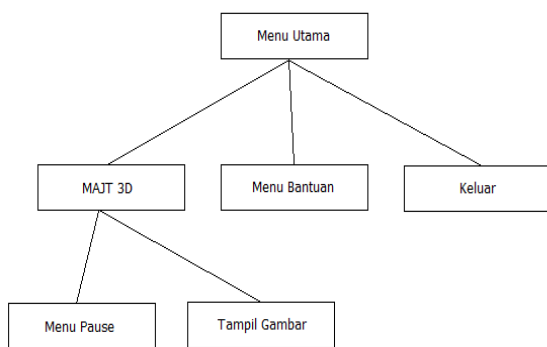 Menu Utama
MAJT 3D
Menu Bantuan
Keluar
Menu Pause
Tampil Gambar